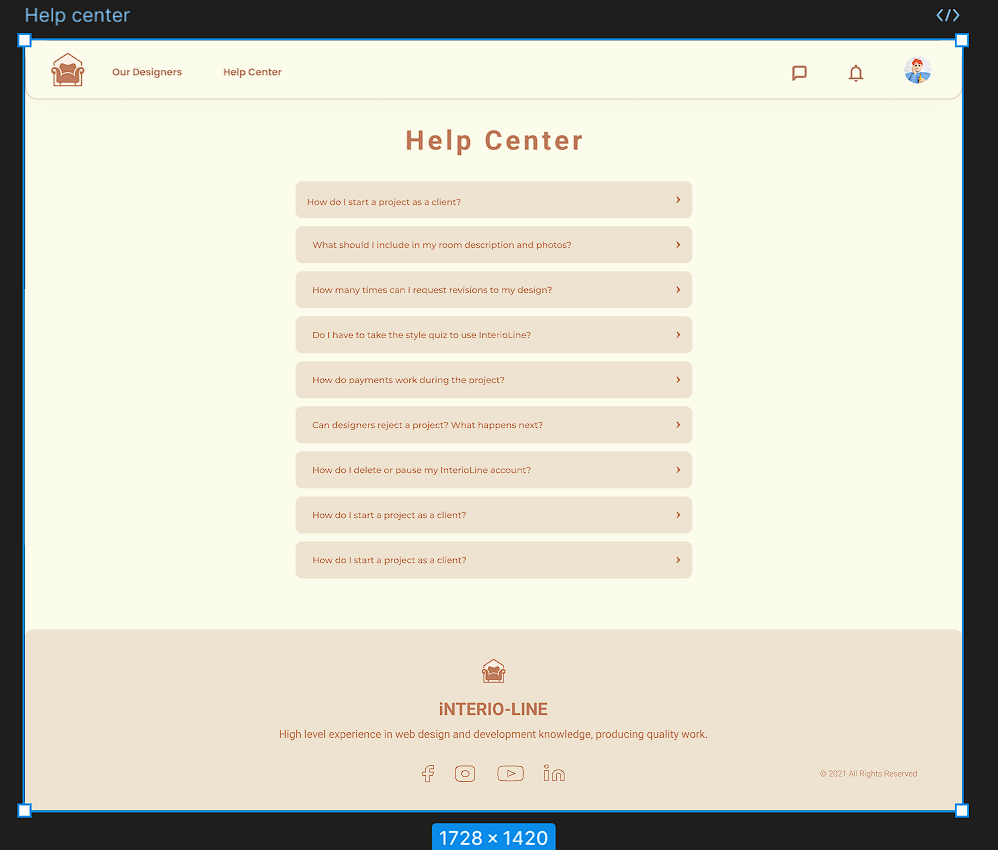 Help center
Our Designers
Help Center
Help Center
How do I start a project as a client?
What should I include in my room description and photos?
How many times can I request revisions to my design?
Do I have to take the style quiz to use InterioLine?
How do payments work during the project?
Can designers reject a project? What happens next?
How do I delete or pause my InterioLine account?
How do I start a project as a client?
How do I start a project as a client?
iNTERIO-LINE
High level experience in web design and development knowledge, producing quality work.
© 2021 All Rights Reserved
1728 × 1420